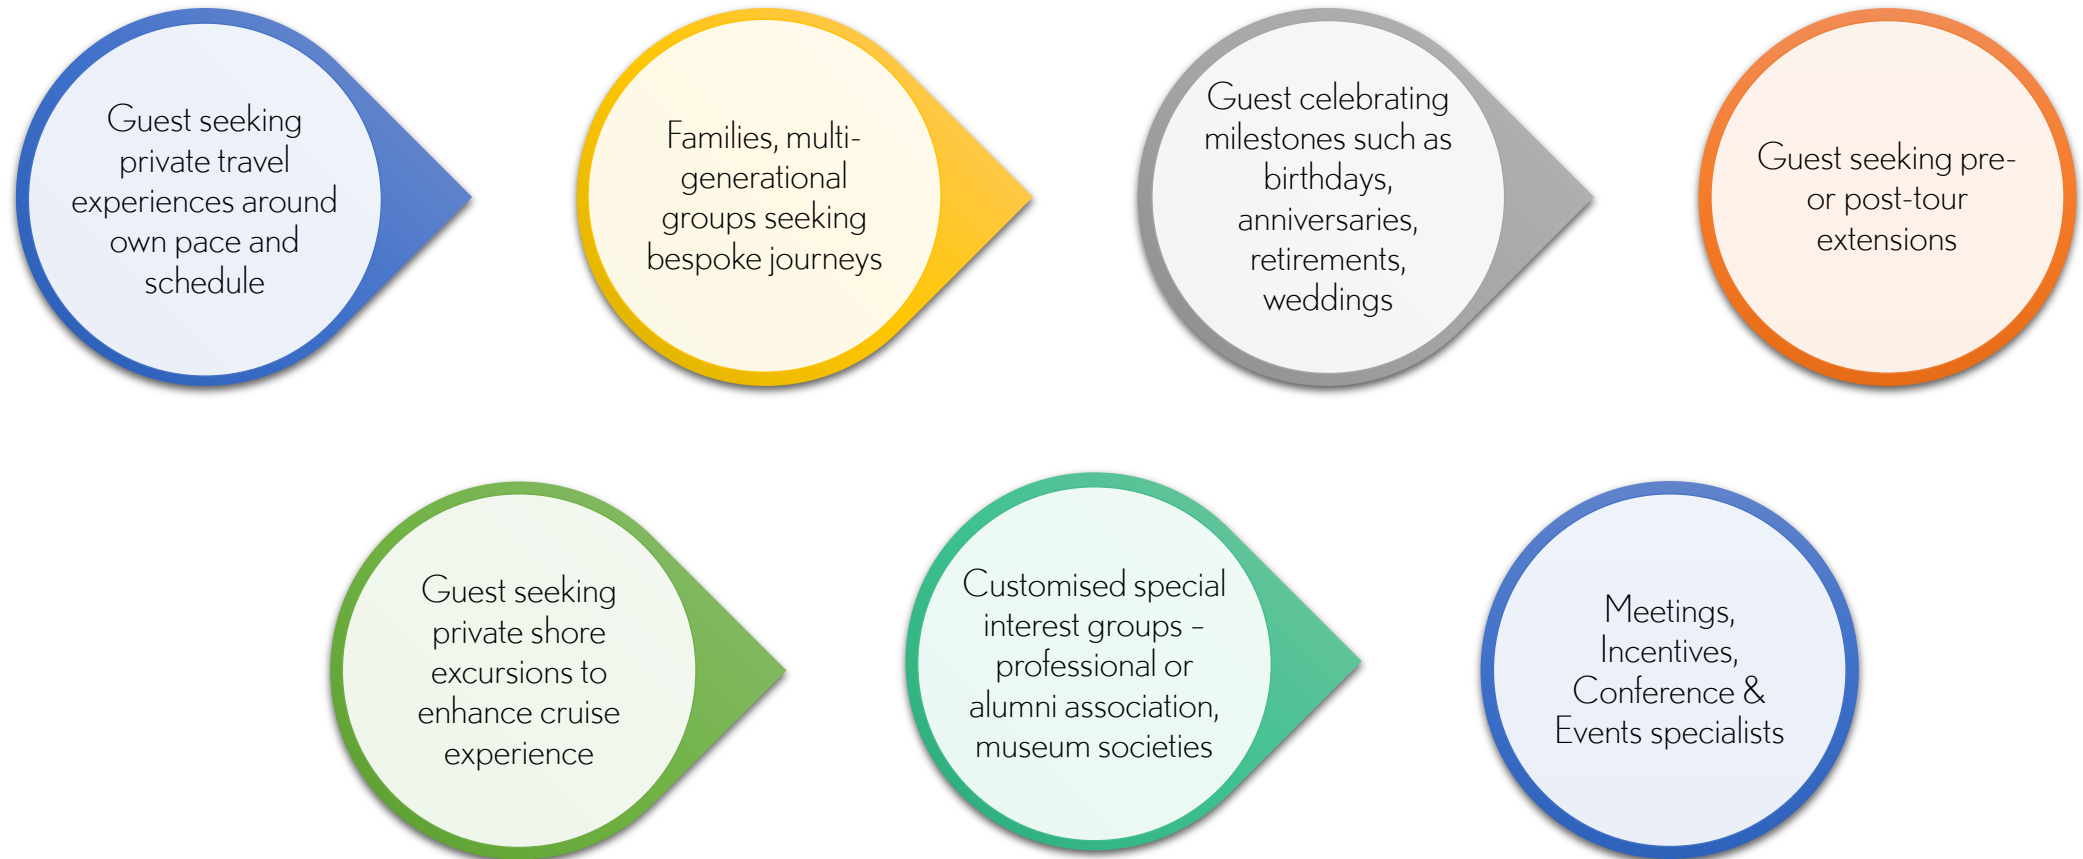 Guest seeking
private travel
experiences around
own pace and
schedule
Families, multi-
generational
groups seeking
bespoke journeys
Guest celebrating
milestones such as
birthdays,
anniversaries,
retirements,
weddings
Guest seeking pre-
or post-tour
extensions
Guest seeking
private shore
excursions to
enhance cruise
experience
Customised special
interest groups –
professional or
alumni association,
museum societies
Meetings,
Incentives,
Conference &
Events specialists